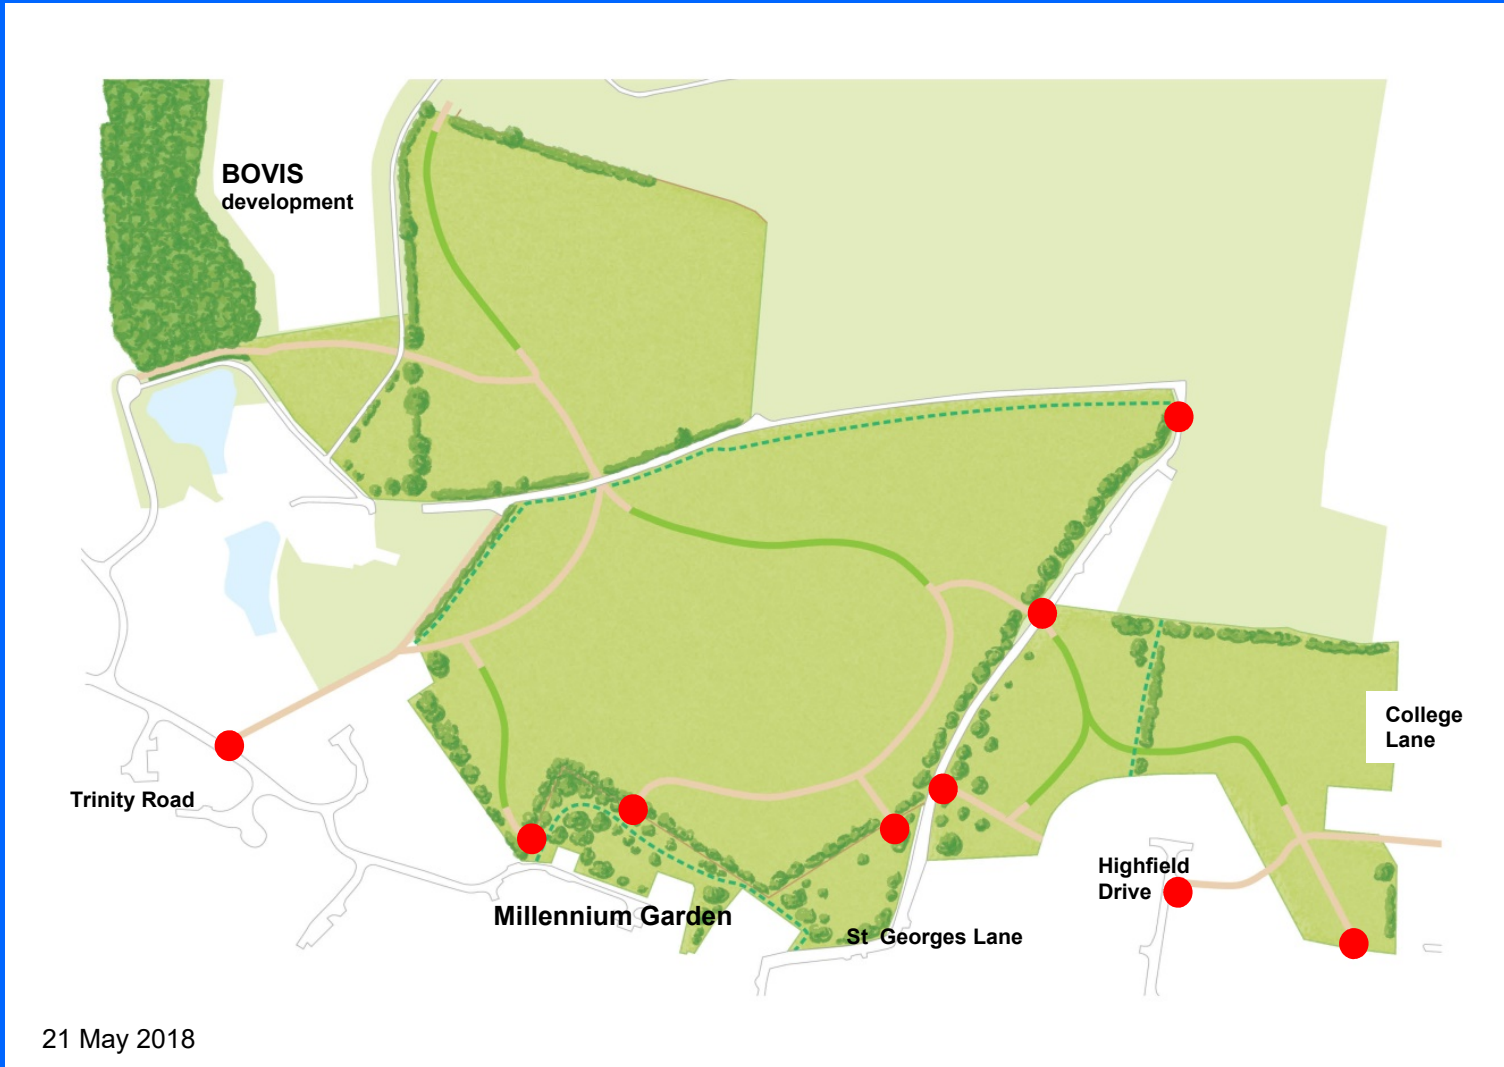 BOVIS
development
College
Lane
Trinity Road
Highfield
Drive
Millennium Garden
St Georges Lane
21 May 2018